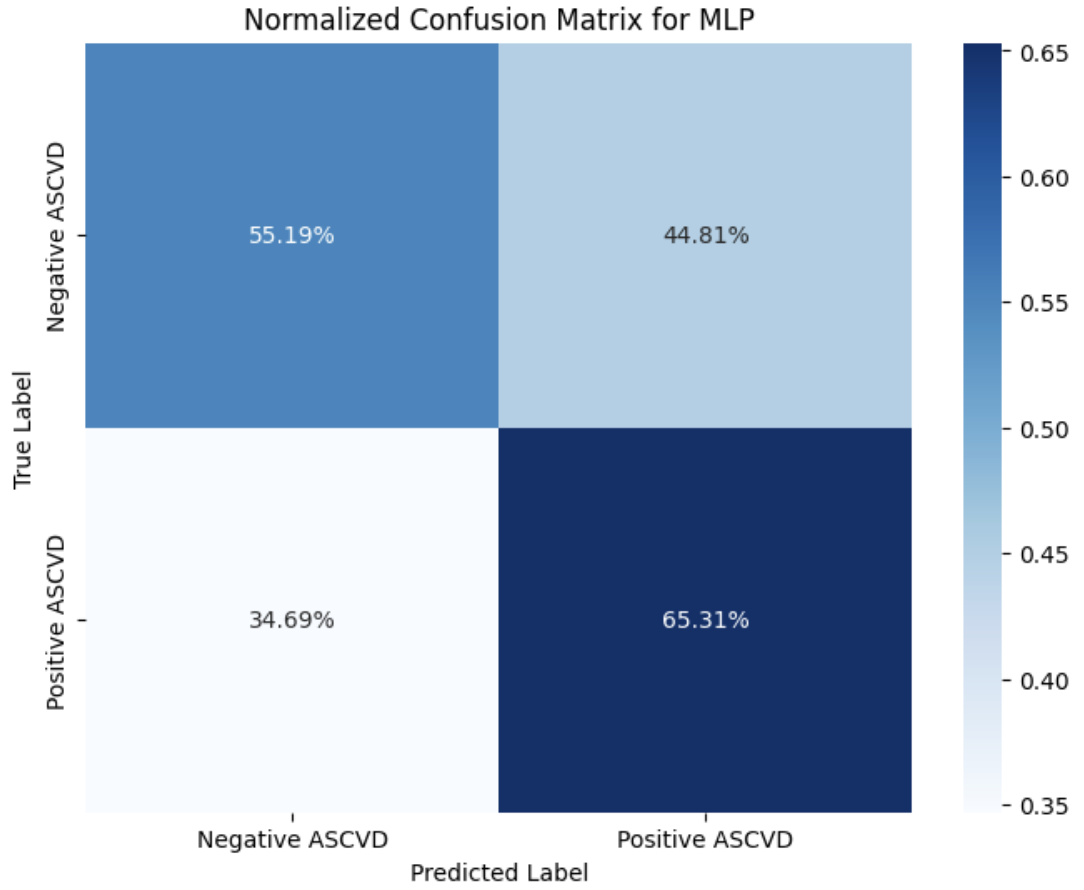 Normalized Confusion Matrix for MLP
True Label
Negative ASCVD
Positive ASCVD
55.19%
44.81%
34.69%
65.31%
Negative ASCVD
Positive ASCVD
Predicted Label
0.65
0.60
0.55
0.50
0.45
0.40
0.35